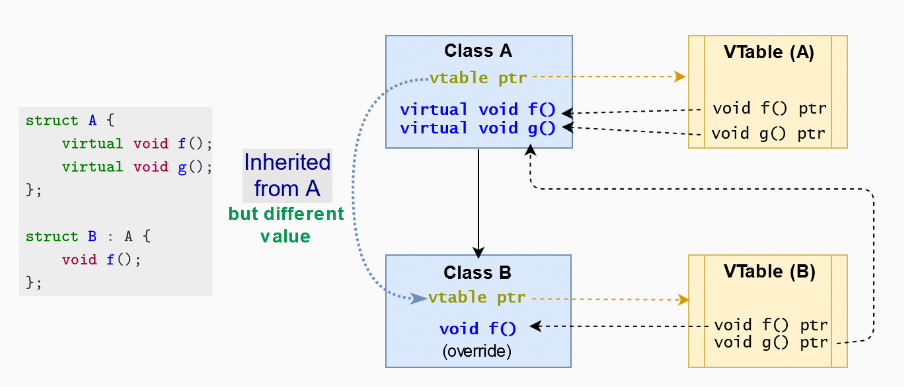 struct A {
virtual void f();
virtual void g();
};
struct B : A {
void f();
};
Inherited
from A
but different
value
Class A
vtable ptr
virtual void f()
virtual void g()
VTable (A)
void f() ptr
void g() ptr
Class B
vtable ptr
void f()
(override)
VTable (B)
void f() ptr
void g() ptr